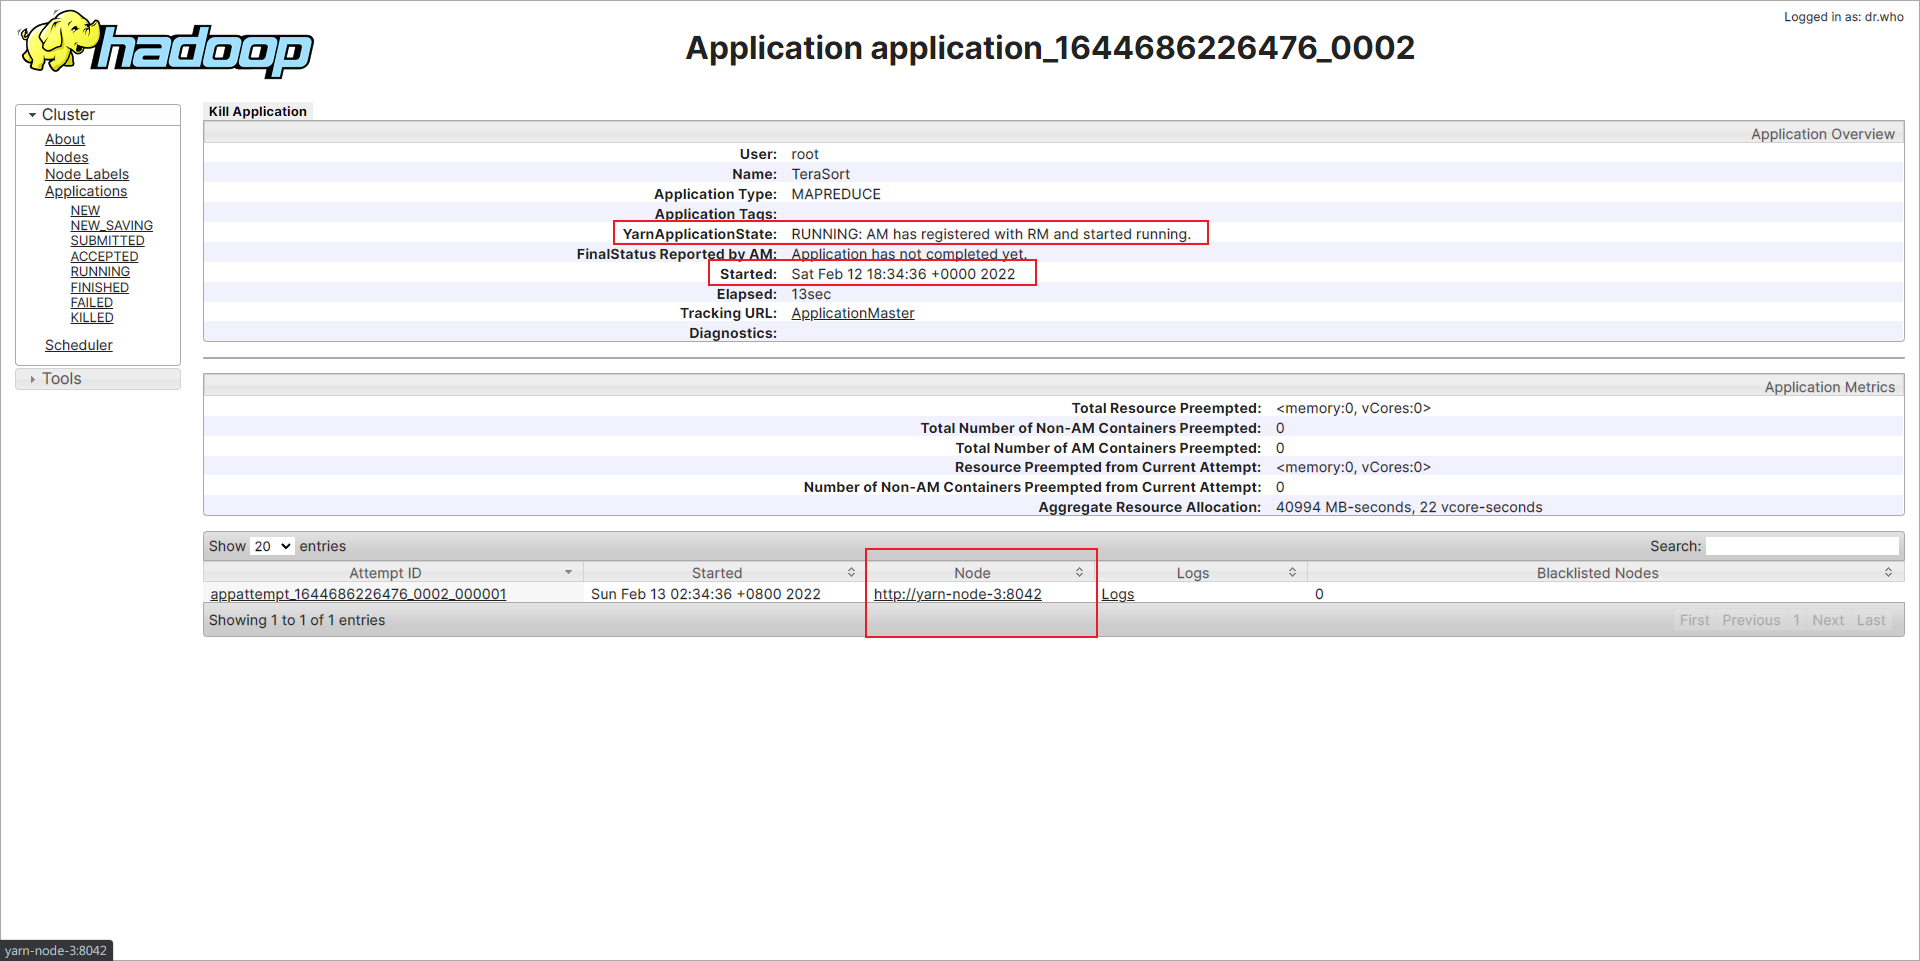 Logged in as: dr.who
hadoop
Application application_1644686226476_0002
Cluster
About
Nodes
Node Labels
Applications
NEW
NEW_SAVING
SUBMITTED
ACCEPTED
RUNNING
FINISHED
FAILED
KILLED
Scheduler
Tools
Kill Application
Application Overview
User: root
Name: TeraSort
Application Type: MAPREDUCE
Application Tags:
YarnApplicationState: RUNNING: AM has registered with RM and started running.
FinalStatus Reported by AM: Application has not completed yet.
Started: Sat Feb 12 18:34:36 +0000 2022
Elapsed: 13sec
Tracking URL: ApplicationMaster
Diagnostics:
Application Metrics
Total Resource Preempted: <memory:0, vCores:0>
Total Number of Non-AM Containers Preempted: 0
Total Number of AM Containers Preempted: 0
Resource Preempted from Current Attempt: <memory:0, vCores:0>
Number of Non-AM Containers Preempted from Current Attempt: 0
Aggregate Resource Allocation: 40994 MB-seconds, 22 vcore-seconds
Show 20 entries Search:
Attempt ID Started Node Logs Blacklisted Nodes
appattempt_1644686226476_0002_000001 Sun Feb 13 02:34:36 +0800 2022 http://yarn-node-3:8042 Logs 0
Showing 1 to 1 of 1 entries First Previous 1 Next Last
yarn-node-3:8042